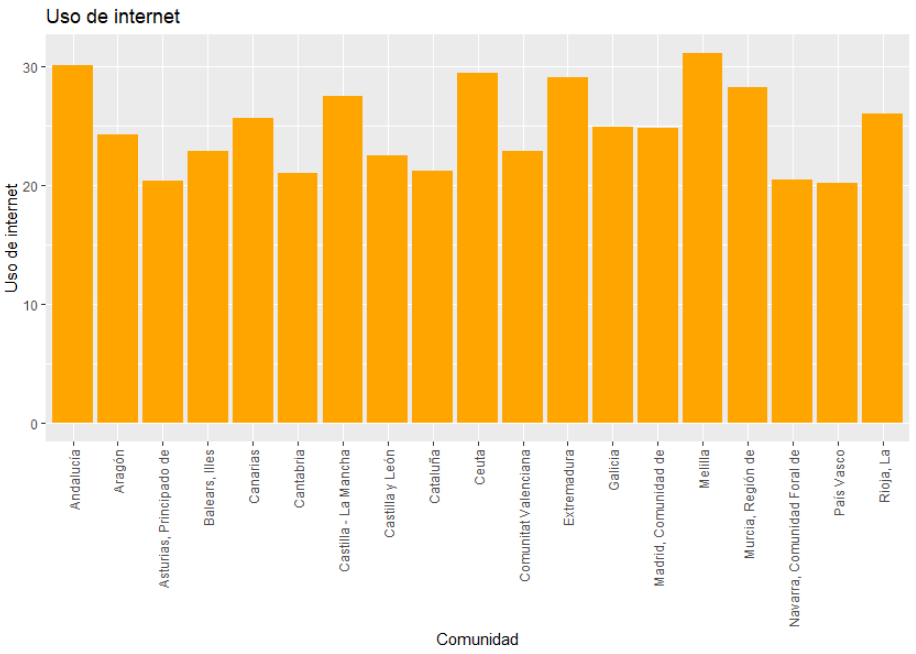 Uso de internet
Uso de internet
30
20
10
0
Andalucía
Aragón
Asturias, Principado de
Balears, Illes
Canarias
Cantabria
Castilla - La Mancha
Castilla y León
Cataluña
Ceuta
Comunitat Valenciana
Extremadura
Galicia
Madrid, Comunidad de
Melilla
Murcia, Región de
Navarra, Comunidad Foral de
País Vasco
Rioja, La
Comunidad